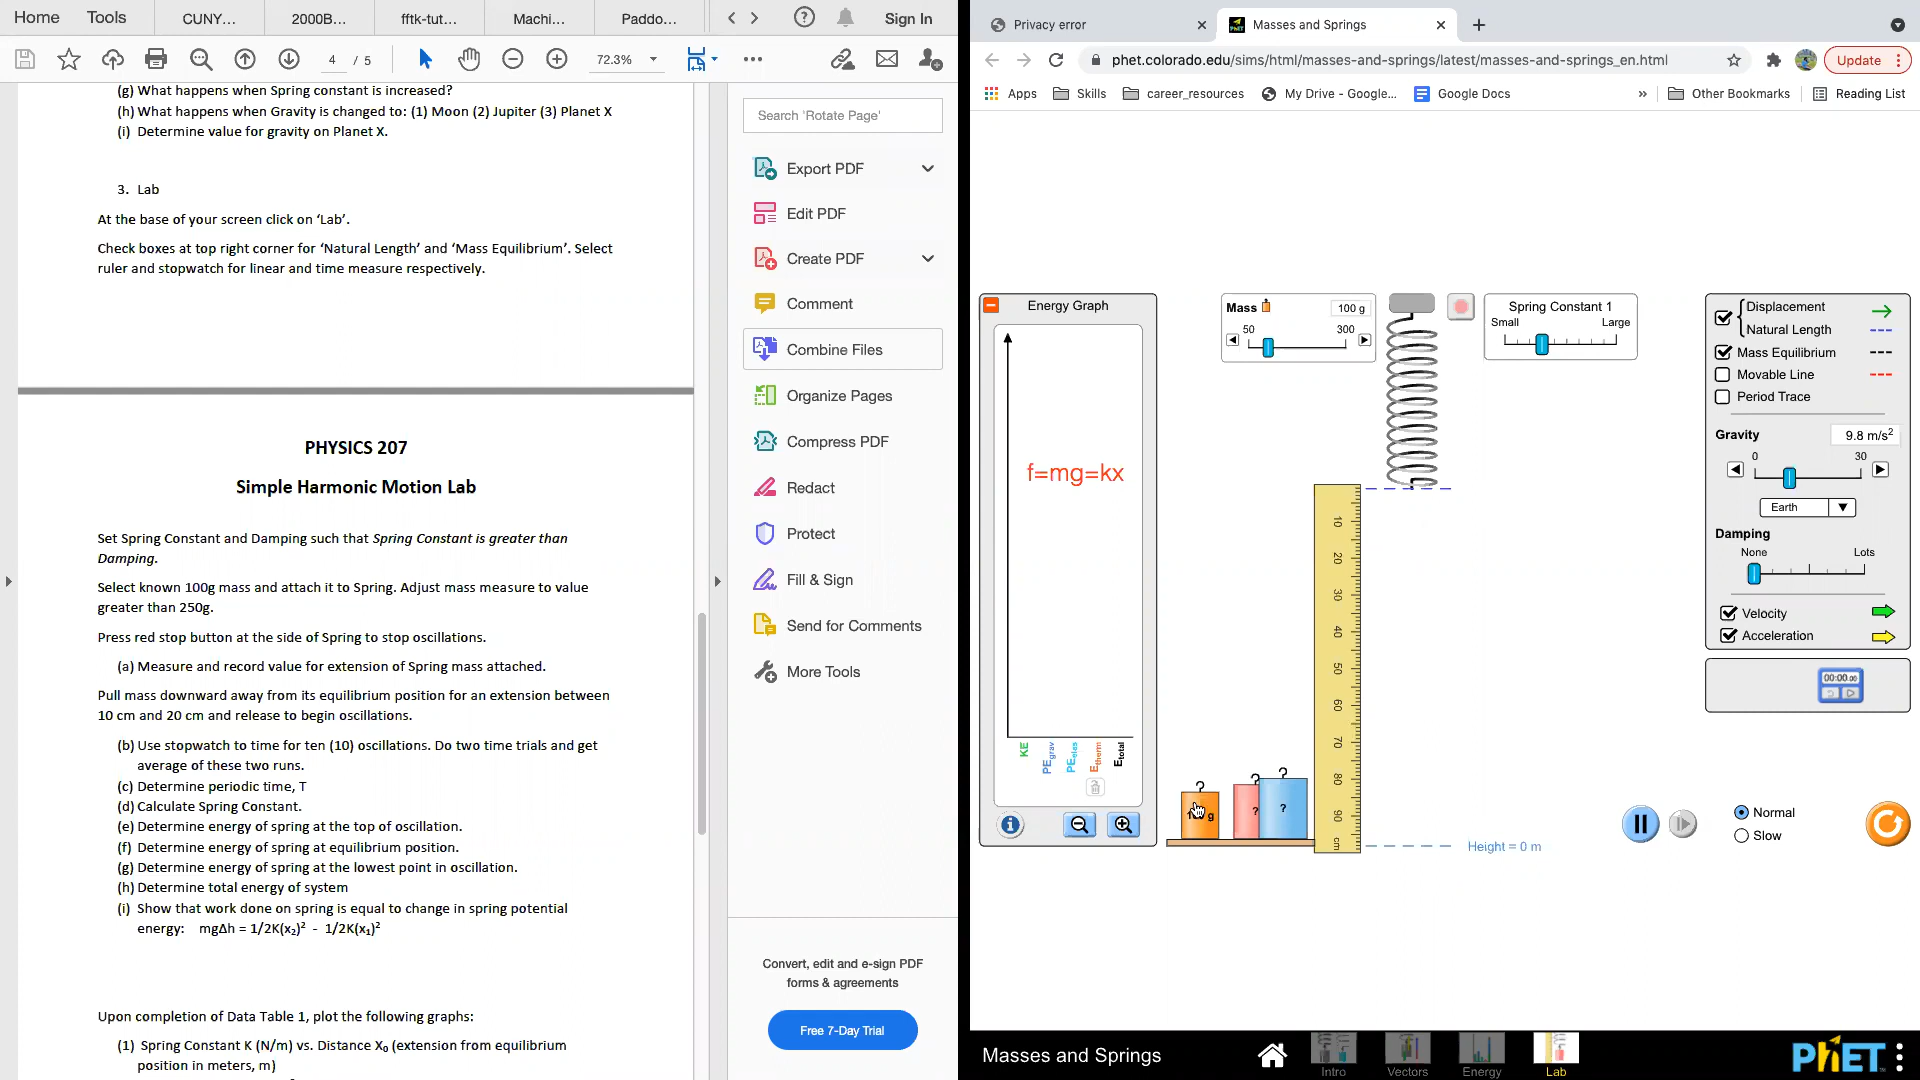 Home
Tools
CUNY...
2000B...
fftk-tut...
Machi...
Paddo...
Sign In
4 / 5
72.3%
(g) What happens when Spring constant is increased?
(h) What happens when Gravity is changed to: (1) Moon (2) Jupiter (3) Planet X
(i) Determine value for gravity on Planet X.
3. Lab
At the base of your screen click on ‘Lab’.
Check boxes at top right corner for ‘Natural Length’ and ‘Mass Equilibrium’. Select
ruler and stopwatch for linear and time measure respectively.
PHYSICS 207
Simple Harmonic Motion Lab
Set Spring Constant and Damping such that Spring Constant is greater than
Damping.
Select known 100g mass and attach it to Spring. Adjust mass measure to value
greater than 250g.
Press red stop button at the side of Spring to stop oscillations.
(a) Measure and record value for extension of Spring mass attached.
Pull mass downward away from its equilibrium position for an extension between
10 cm and 20 cm and release to begin oscillations.
(b) Use stopwatch to time for ten (10) oscillations. Do two time trials and get
average of these two runs.
(c) Determine periodic time, T
(d) Calculate Spring Constant.
(e) Determine energy of spring at the top of oscillation.
(f) Determine energy of spring at equilibrium position.
(g) Determine energy of spring at the lowest point in oscillation.
(h) Determine total energy of system
(i) Show that work done on spring is equal to change in spring potential
energy: mgΔh = 1/2K(x₂)² - 1/2K(x₁)²
Upon completion of Data Table 1, plot the following graphs:
(1) Spring Constant K (N/m) vs. Distance X₀ (extension from equilibrium
position in meters, m)
Search 'Rotate Page'
Export PDF
Edit PDF
Create PDF
Comment
Combine Files
Organize Pages
Compress PDF
Redact
Protect
Fill & Sign
Send for Comments
More Tools
Convert, edit and e-sign PDF
forms & agreements
Free 7-Day Trial
Privacy error
Masses and Springs
phet.colorado.edu/sims/html/masses-and-springs/latest/masses-and-springs_en.html
Update
Apps
Skills
career_resources
My Drive - Google...
Google Docs
»
Other Bookmarks
Reading List
Energy Graph
f=mg=kx
KE
PEgrav
PEelas
Etherm
Etotal
Mass
100 g
50
300
Spring Constant 1
Small
Large
10
20
30
40
50
60
70
80
90
cm
?
?
Height = 0 m
Displacement
Natural Length
Mass Equilibrium
Movable Line
Period Trace
Gravity
9.8 m/s²
0
30
Earth
Damping
None
Lots
Velocity
Acceleration
00:00.00
Normal
Slow
Masses and Springs
Intro
Vectors
Energy
Lab
PhET